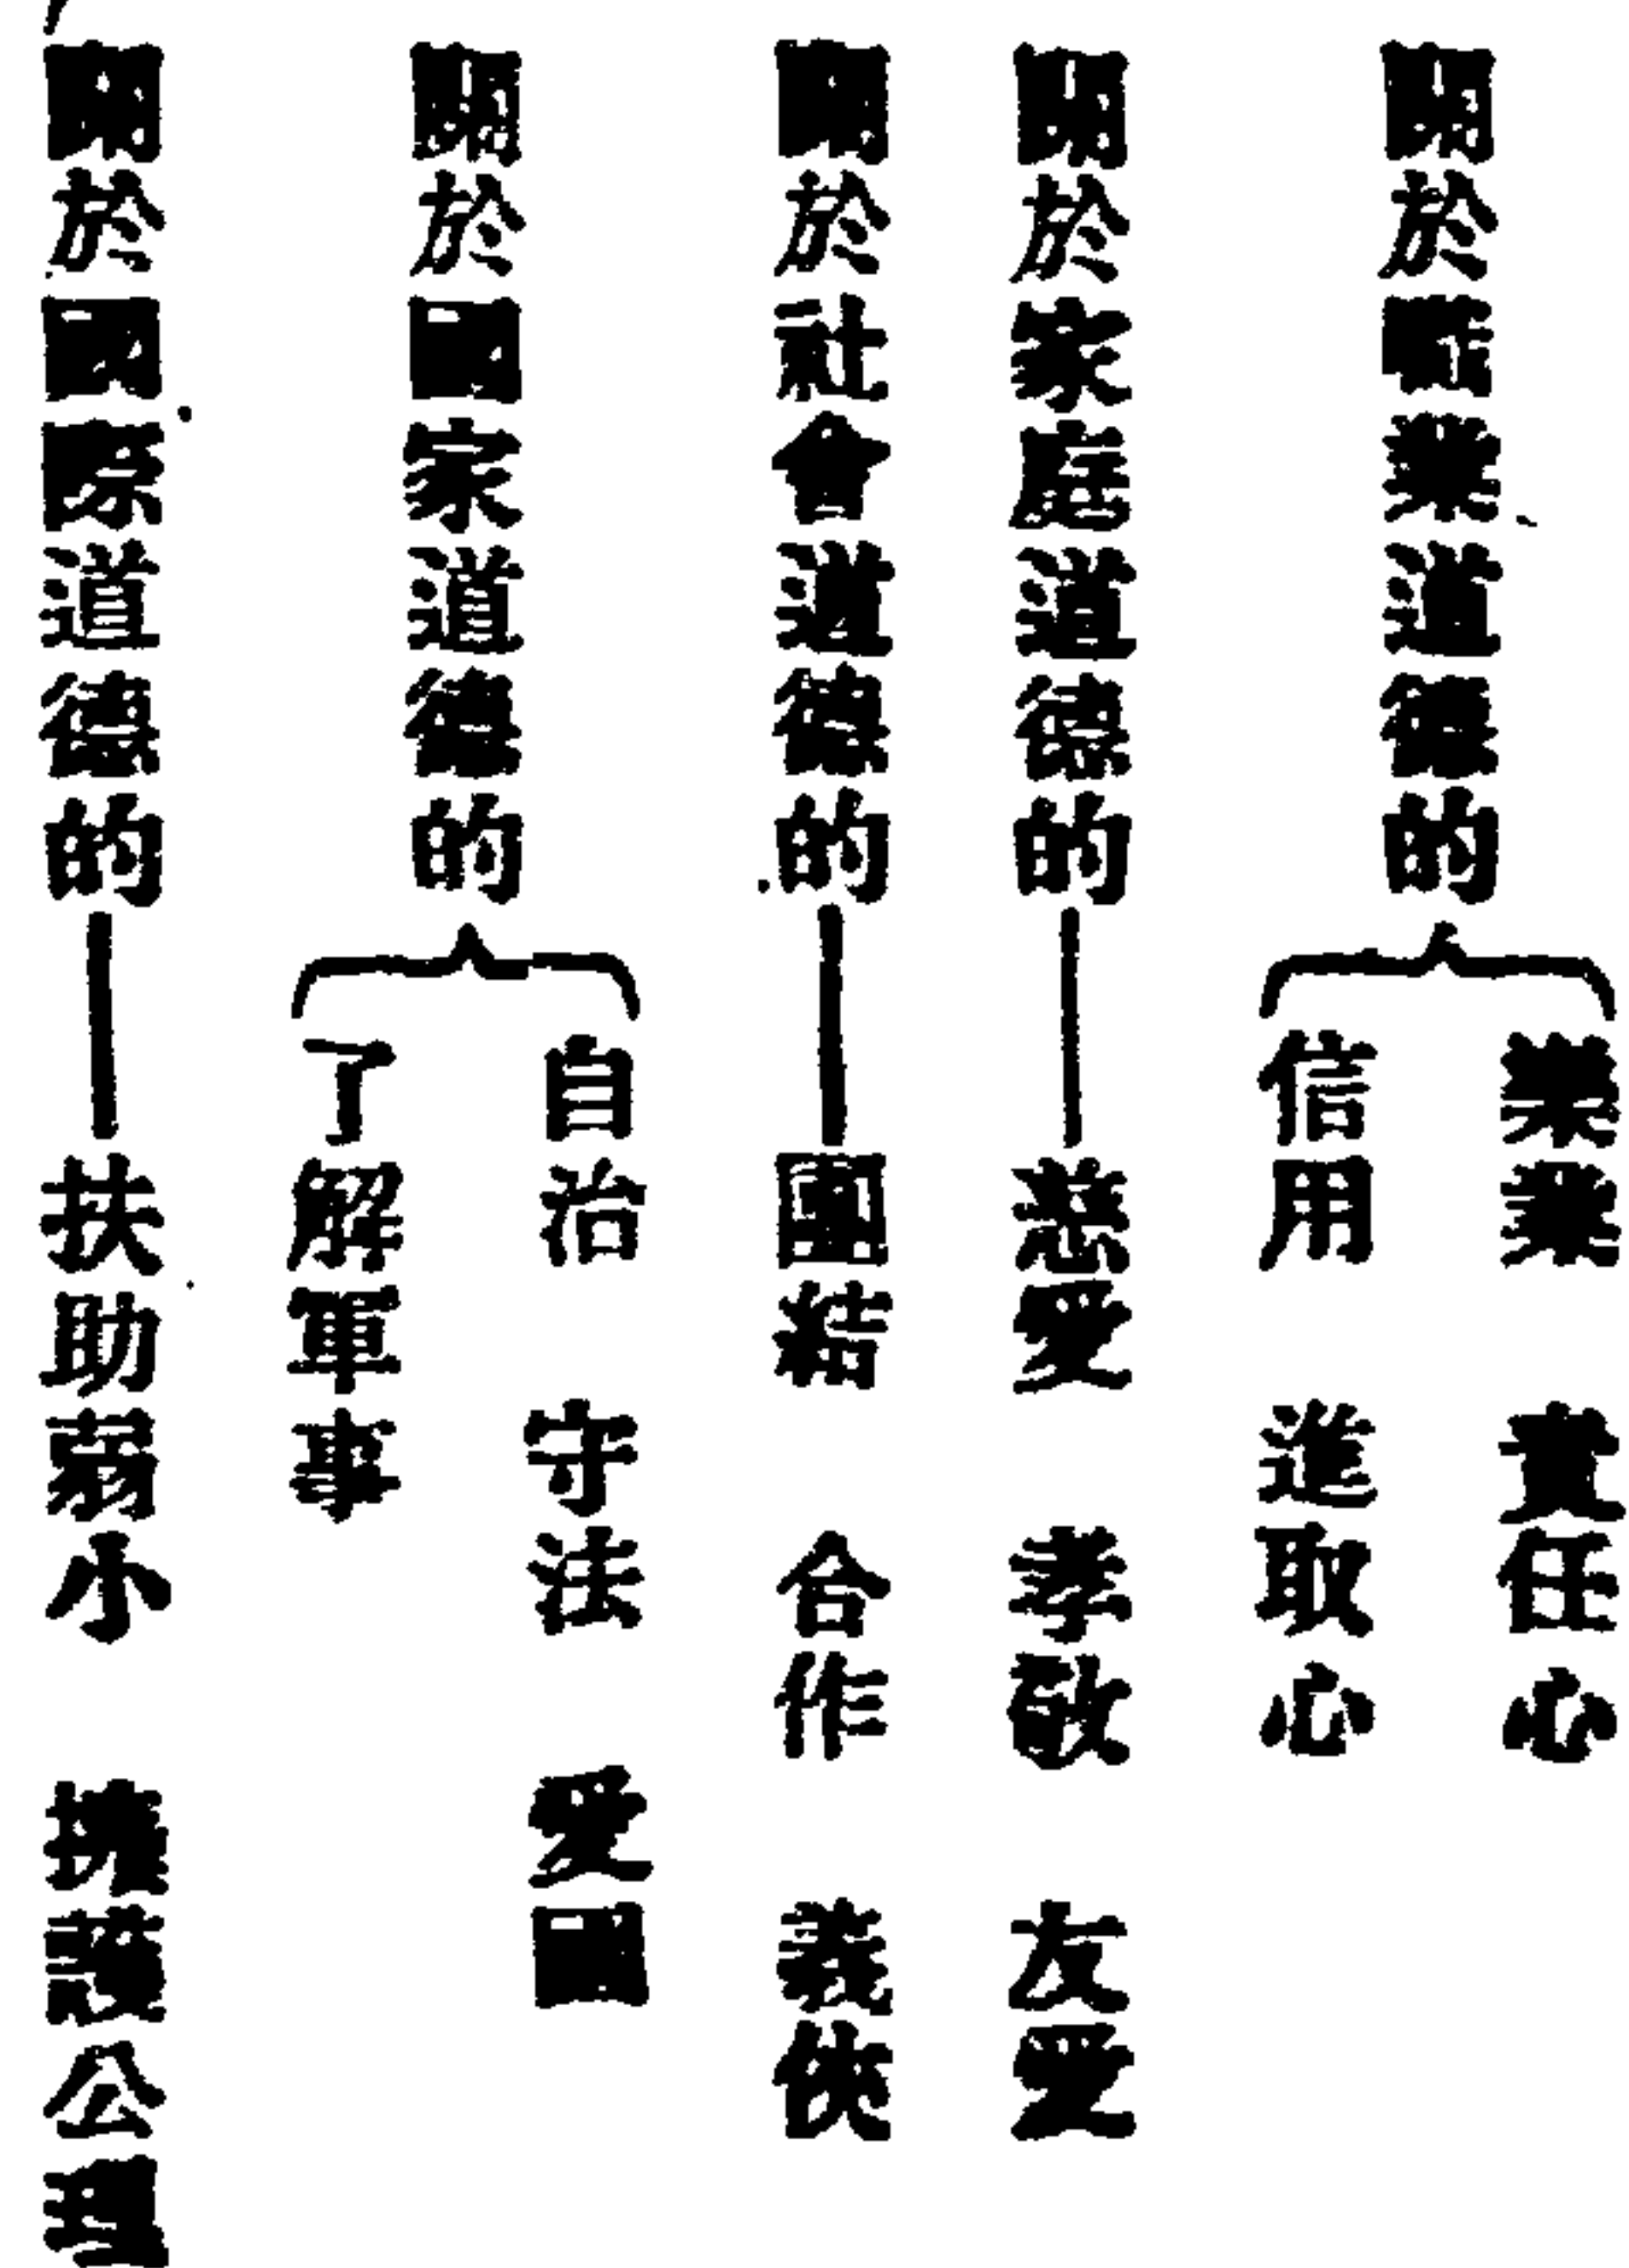 關於職業道德的
樂業　責任心
信用　進取心
關於家庭道德的——慈愛　孝敬　友愛
關於社會道德的——團結　合作　義俠
關於國家道德的
自治　守法　愛國
了解軍事
關於國際道德的——扶助弱小　擁護公理